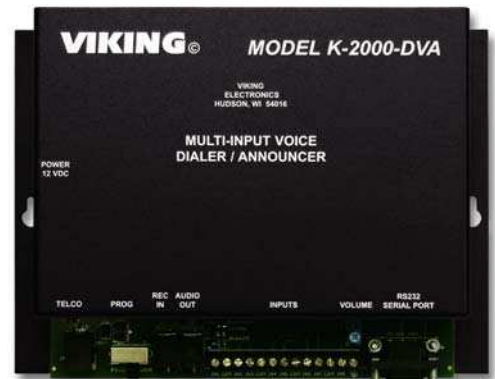 VIKING©
MODEL K-2000-DVA
VIKING
ELECTRONICS
HUDSON, WI 54016
MULTI-INPUT VOICE
DIALER / ANNOUNCER
POWER
12 VDC
TELCO
PROG
REC
IN
AUDIO
OUT
INPUTS
VOLUME
RS232
SERIAL PORT